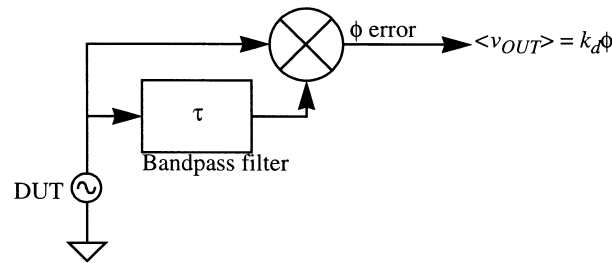 ϕ error
<v_OUT> = k_dϕ
τ
Bandpass filter
DUT